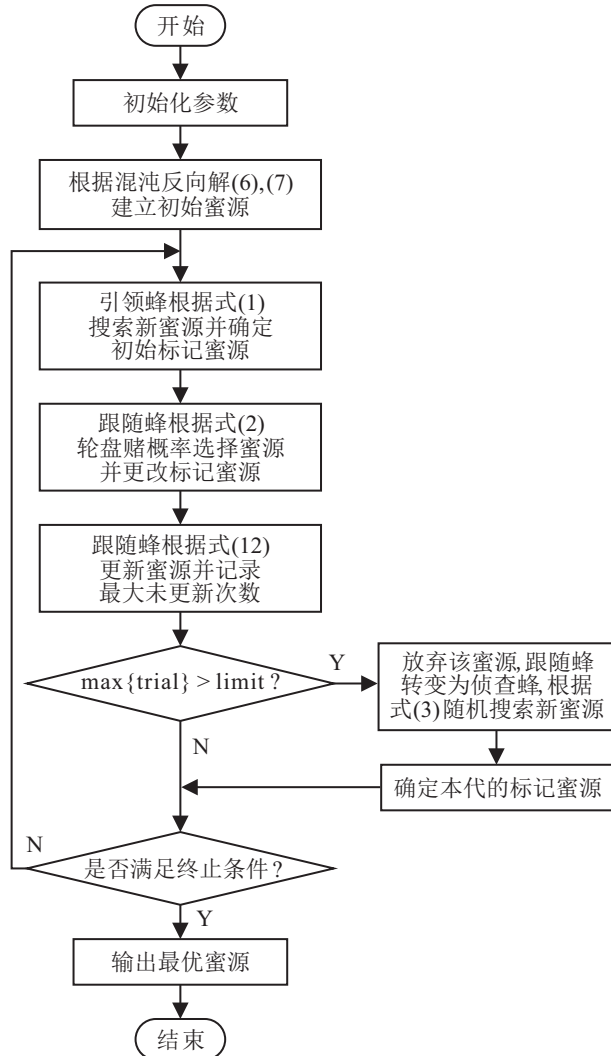 开始
初始化参数
根据混沌反向解(6),(7)
建立初始蜜源
引领蜂根据式(1)
搜索新蜜源并确定
初始标记蜜源
跟随蜂根据式(2)
轮盘赌概率选择蜜源
并更改标记蜜源
跟随蜂根据式(12)
更新蜜源并记录
最大未更新次数
max{trial} > limit?
Y
放弃该蜜源,跟随蜂
转变为侦查蜂,根据
式(3)随机搜索新蜜源
N
确定本代的标记蜜源
N
是否满足终止条件?
Y
输出最优蜜源
结束